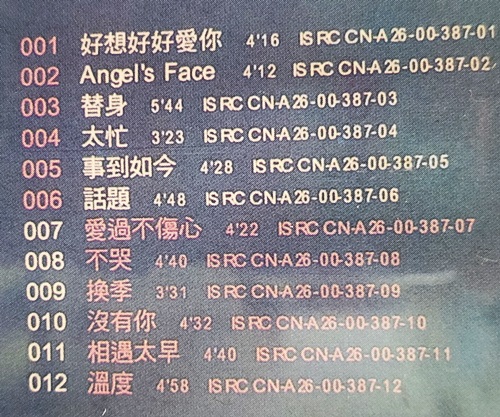 001 好想好好愛你 4'16 ISRC CN-A26-00-387-01
002 Angel's Face 4'12 ISRC CN-A26-00-387-02
003 替身 5'44 ISRC CN-A26-00-387-03
004 太忙 3'23 ISRC CN-A26-00-387-04
005 事到如今 4'28 ISRC CN-A26-00-387-05
006 話題 4'48 ISRC CN-A26-00-387-06
007 愛過不傷心 4'22 ISRC CN-A26-00-387-07
008 不哭 4'40 ISRC CN-A26-00-387-08
009 換季 3'31 ISRC CN-A26-00-387-09
010 沒有你 4'32 ISRC CN-A26-00-387-10
011 相遇太早 4'40 ISRC CN-A26-00-387-11
012 溫度 4'58 ISRC CN-A26-00-387-12